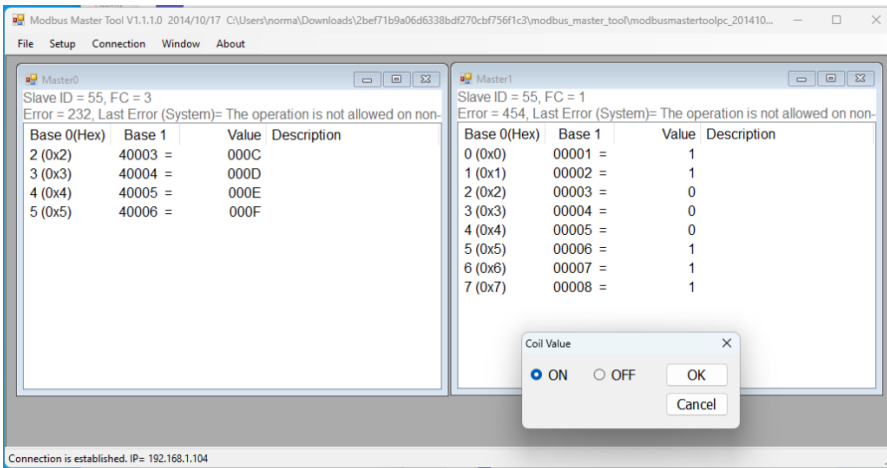 Modbus Master Tool V1.1.1.0 2014/10/17 C:\Users\norma\Downloads\2bef71b9a06d6338bdf270cbf756f1c3\modbus_master_tool\modbusmastertoolpc_201410...
File Setup Connection Window About
Master0
Slave ID = 55, FC = 3
Error = 232, Last Error (System)= The operation is not allowed on non-
Base 0(Hex) Base 1 Value Description
2 (0x2) 40003 = 000C
3 (0x3) 40004 = 000D
4 (0x4) 40005 = 000E
5 (0x5) 40006 = 000F
Master1
Slave ID = 55, FC = 1
Error = 454, Last Error (System)= The operation is not allowed on non-
Base 0(Hex) Base 1 Value Description
0 (0x0) 00001 = 1
1 (0x1) 00002 = 1
2 (0x2) 00003 = 0
3 (0x3) 00004 = 0
4 (0x4) 00005 = 0
5 (0x5) 00006 = 1
6 (0x6) 00007 = 1
7 (0x7) 00008 = 1
Coil Value
ON OFF OK
Cancel
Connection is established. IP= 192.168.1.104